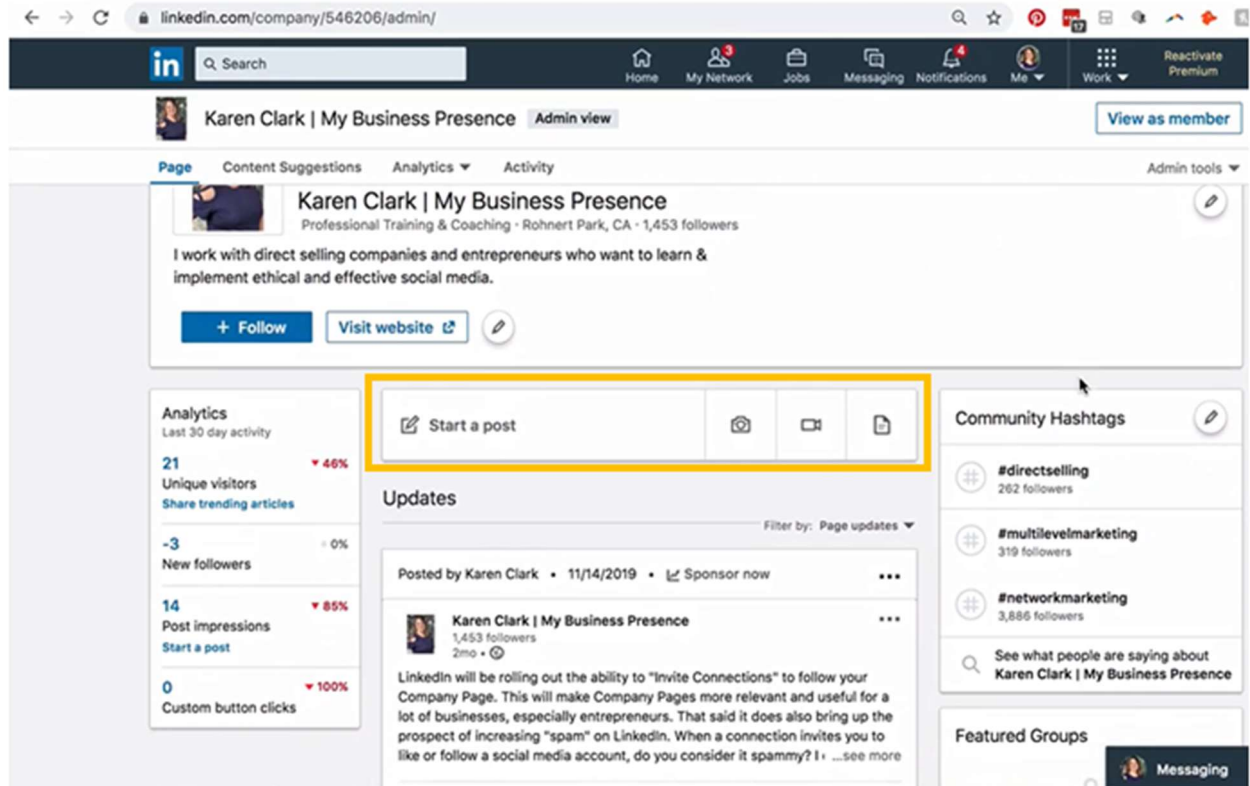 linkedin.com/company/546206/admin/
17
in
Search
Home
My Network
3
Jobs
Messaging
Notifications
4
Me
Work
Reactivate
Premium
Karen Clark | My Business Presence
Admin view
View as member
Page
Content Suggestions
Analytics
Activity
Admin tools
Karen Clark | My Business Presence
Professional Training & Coaching · Rohnert Park, CA · 1,453 followers
I work with direct selling companies and entrepreneurs who want to learn &
implement ethical and effective social media.
+ Follow
Visit website
Analytics
Last 30 day activity
21
▼ 46%
Unique visitors
Share trending articles
-3
0%
New followers
14
▼ 85%
Post impressions
Start a post
0
▼ 100%
Custom button clicks
Start a post
Updates
Filter by: Page updates
Posted by Karen Clark • 11/14/2019 • Sponsor now
Karen Clark | My Business Presence
1,453 followers
2mo •
LinkedIn will be rolling out the ability to "Invite Connections" to follow your
Company Page. This will make Company Pages more relevant and useful for a
lot of businesses, especially entrepreneurs. That said it does also bring up the
prospect of increasing "spam" on LinkedIn. When a connection invites you to
like or follow a social media account, do you consider it spammy? I ...see more
Community Hashtags
#directselling
262 followers
#multilevelmarketing
319 followers
#networkmarketing
3,886 followers
See what people are saying about
Karen Clark | My Business Presence
Featured Groups
Messaging